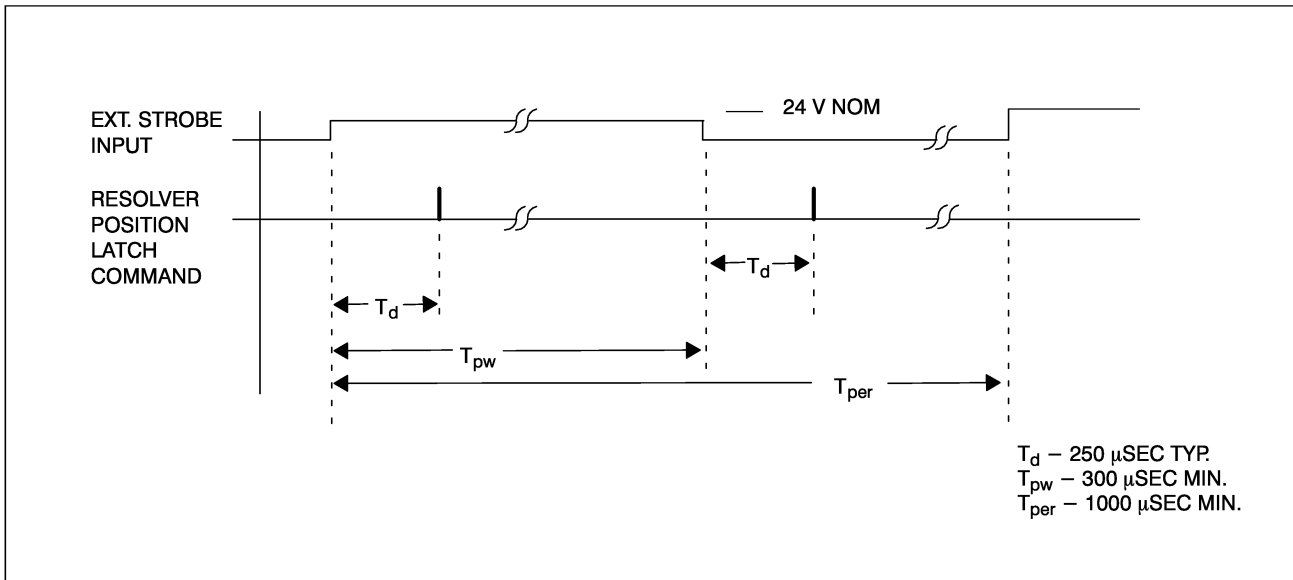 EXT. STROBE
INPUT
24 V NOM
RESOLVER
POSITION
LATCH
COMMAND
Td
Td
Tpw
Tper
Td – 250 μSEC TYP.
Tpw – 300 μSEC MIN.
Tper – 1000 μSEC MIN.